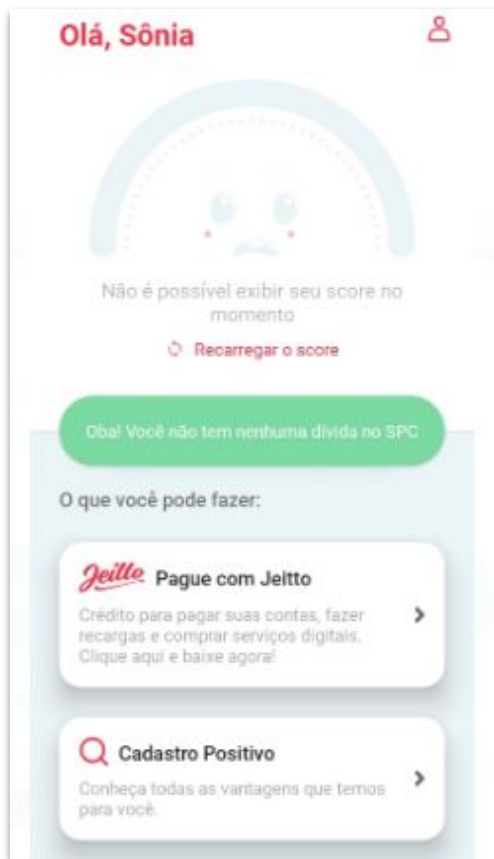 Olá, Sônia
Não é possível exibir seu score no
momento
Recarregar o score
Oba! Você não tem nenhuma dívida no SPC
O que você pode fazer:
Jeitto Pague com Jeitto
Crédito para pagar suas contas, fazer
recargas e comprar serviços digitais.
Clique aqui e baixe agora!
Cadastro Positivo
Conheça todas as vantagens que temos
para você.